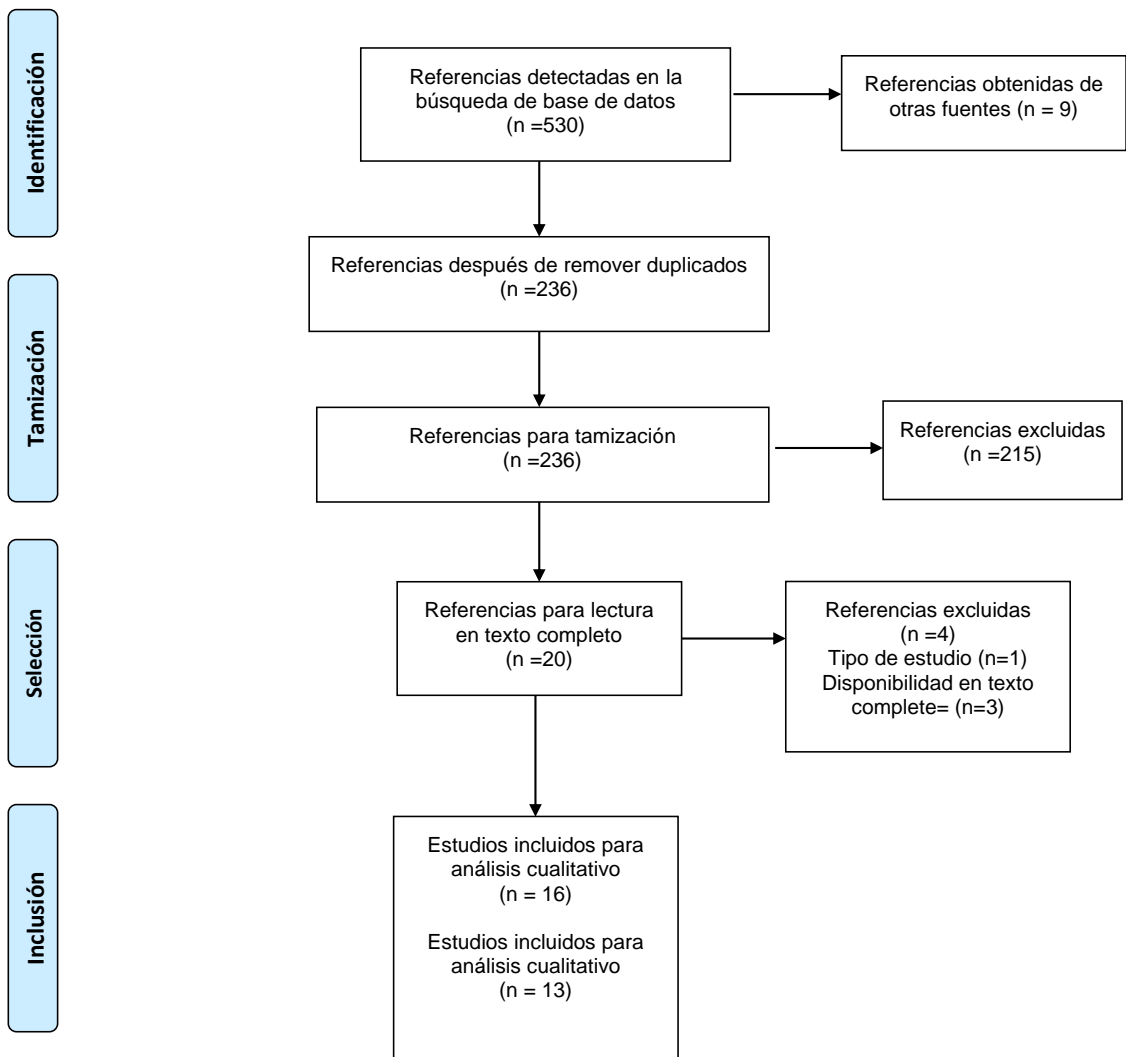 Identificación
Referencias detectadas en la
búsqueda de base de datos
(n =530)
Referencias obtenidas de
otras fuentes (n = 9)
Referencias después de remover duplicados
(n =236)
Tamización
Referencias para tamización
(n =236)
Referencias excluidas
(n =215)
Selección
Referencias para lectura
en texto completo
(n =20)
Referencias excluidas
(n =4)
Tipo de estudio (n=1)
Disponibilidad en texto
complete= (n=3)
Inclusión
Estudios incluidos para
análisis cualitativo
(n = 16)
Estudios incluidos para
análisis cualitativo
(n = 13)